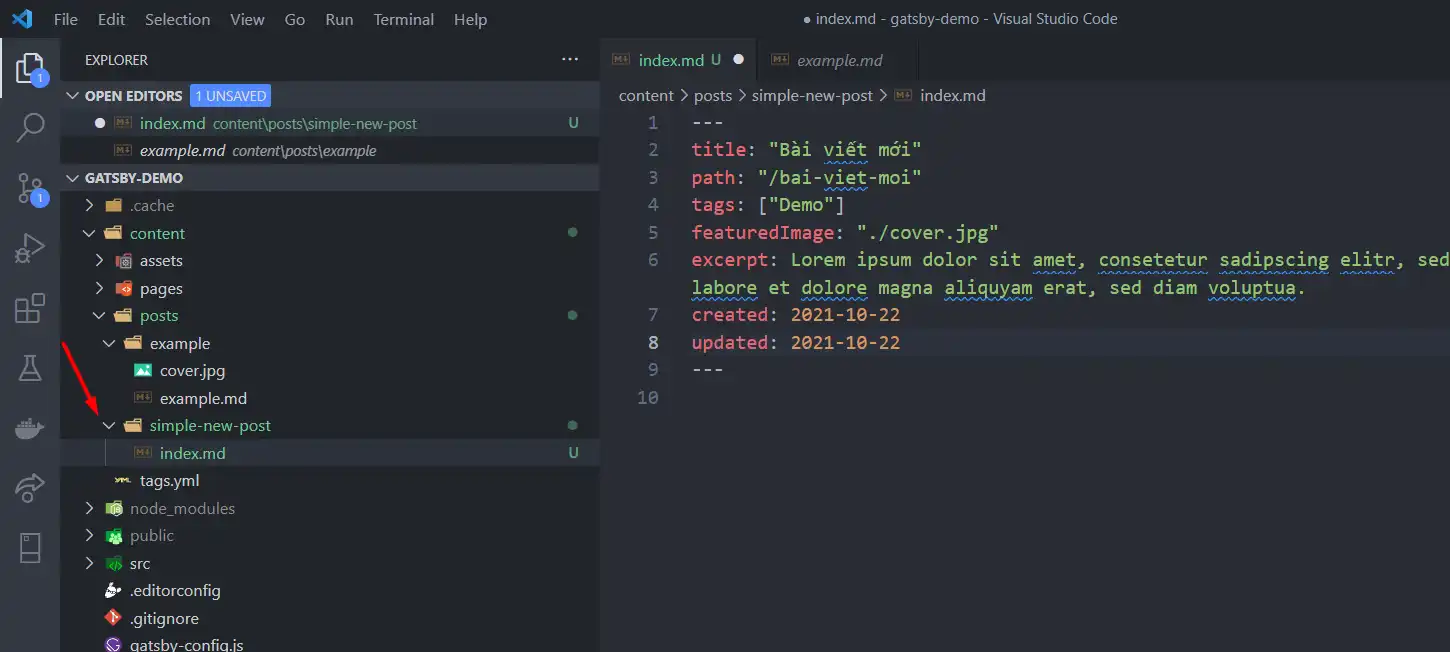 File Edit Selection View Go Run Terminal Help
● index.md - gatsby-demo - Visual Studio Code
EXPLORER ...
index.md U ●
example.md
OPEN EDITORS 1 UNSAVED
● index.md content\posts\simple-new-post U
example.md content\posts\example
GATSBY-DEMO
.cache
content
assets
pages
posts
example
cover.jpg
example.md
simple-new-post
index.md U
tags.yml
node_modules
public
src
.editorconfig
.gitignore
gatsby-config.js
1
1
content > posts > simple-new-post > index.md
1 ---
2 title: "Bài viết mới"
3 path: "/bai-viet-moi"
4 tags: ["Demo"]
5 featuredImage: "./cover.jpg"
6 excerpt: Lorem ipsum dolor sit amet, consetetur sadipscing elitr, sed
labore et dolore magna aliquyam erat, sed diam voluptua.
7 created: 2021-10-22
8 updated: 2021-10-22
9 ---
10